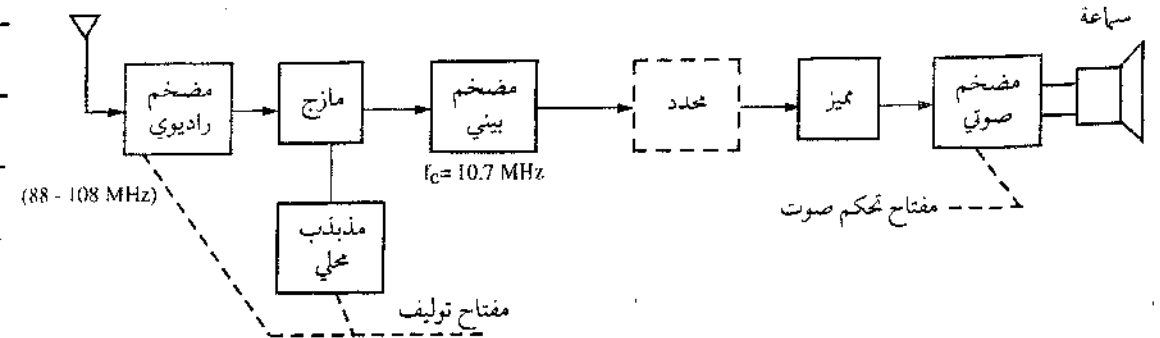 سماعة
مضخم
راديوي
مازج
مضخم
بيني
محدد
مميز
مضخم
صوتي
(88 - 108 MHz)
fc= 10.7 MHz
مذبذب
محلي
مفتاح تحكم صوت
مفتاح توليف